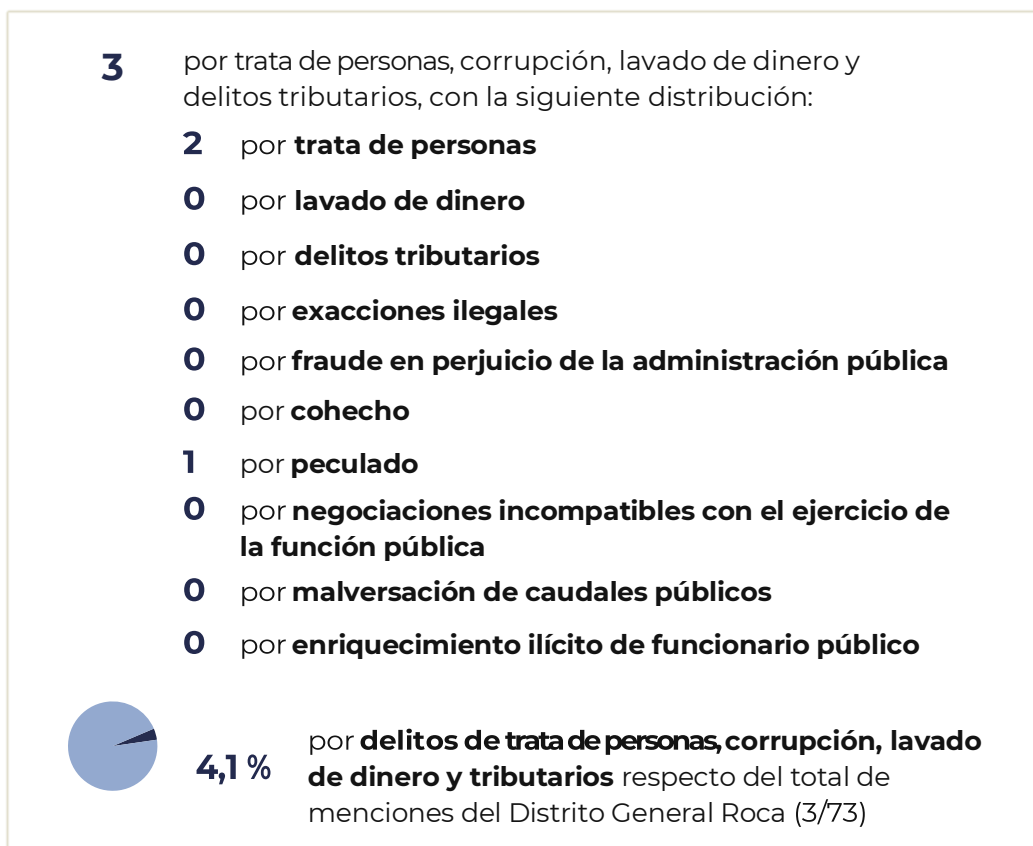 3 por trata de personas, corrupción, lavado de dinero y
delitos tributarios, con la siguiente distribución:
2 por trata de personas
0 por lavado de dinero
0 por delitos tributarios
0 por exacciones ilegales
0 por fraude en perjuicio de la administración pública
0 por cohecho
1 por peculado
0 por negociaciones incompatibles con el ejercicio de
la función pública
0 por malversación de caudales públicos
0 por enriquecimiento ilícito de funcionario público
4,1 % por delitos de trata de personas, corrupción, lavado
de dinero y tributarios respecto del total de
menciones del Distrito General Roca (3/73)